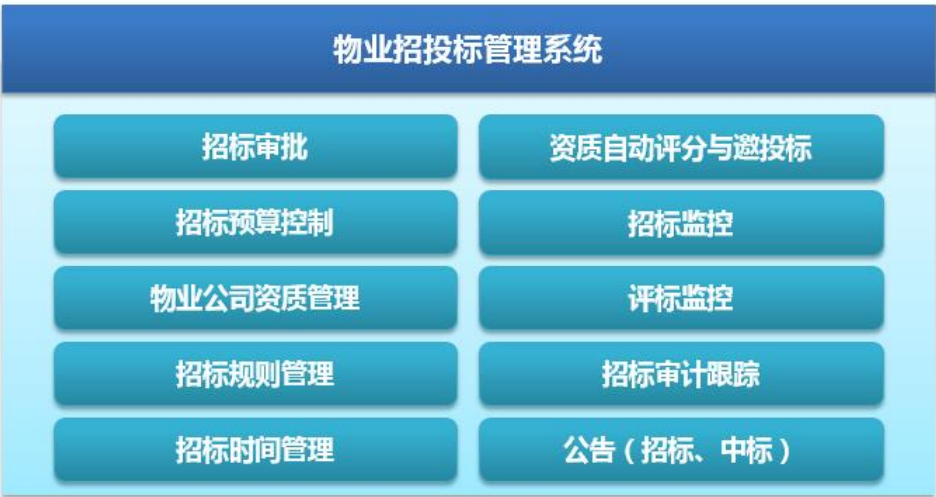 物业招投标管理系统
招标审批
资质自动评分与邀投标
招标预算控制
招标监控
物业公司资质管理
评标监控
招标规则管理
招标审计跟踪
招标时间管理
公告（招标、中标）